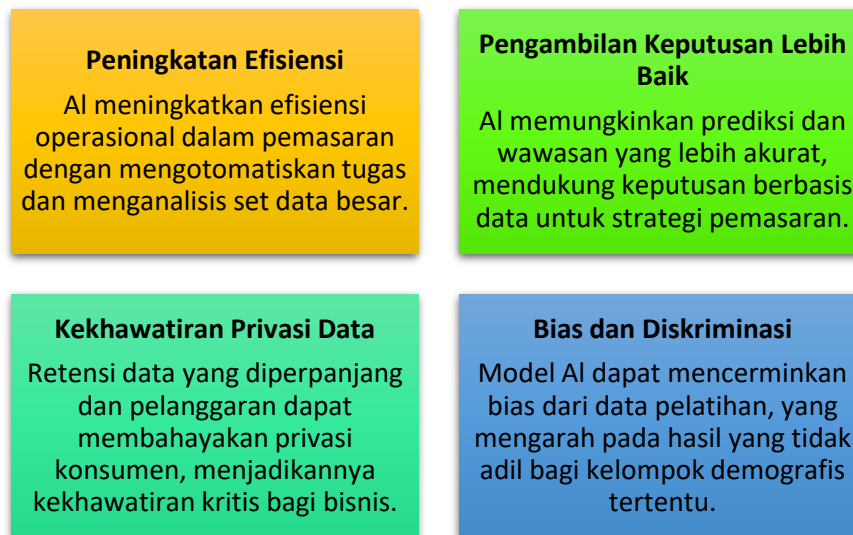 Peningkatan Efisiensi
AI meningkatkan efisiensi
operasional dalam pemasaran
dengan mengotomatiskan tugas
dan menganalisis set data besar.
Pengambilan Keputusan Lebih
Baik
AI memungkinkan prediksi dan
wawasan yang lebih akurat,
mendukung keputusan berbasis
data untuk strategi pemasaran.
Kekhawatiran Privasi Data
Retensi data yang diperpanjang
dan pelanggaran dapat
membahayakan privasi
konsumen, menjadikannya
kekhawatiran kritis bagi bisnis.
Bias dan Diskriminasi
Model AI dapat mencerminkan
bias dari data pelatihan, yang
mengarah pada hasil yang tidak
adil bagi kelompok demografis
tertentu.